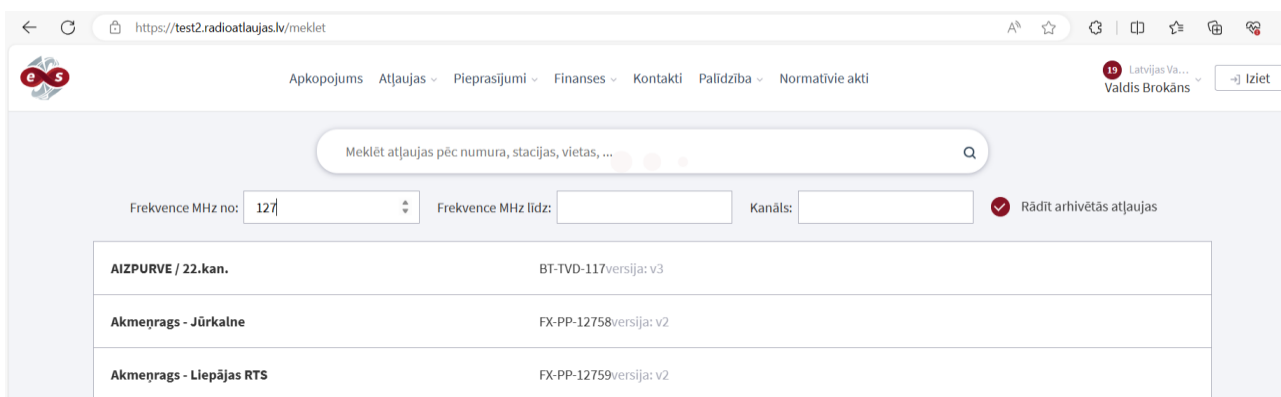 https://test2.radioatlaujas.lv/meklet
es
Apkopojums Atļaujas Pieprasījumi Finanses Kontakti Palīdzība Normatīvie akti
19 Latvijas Va...
Valdis Brokāns
Iziet
Meklēt atļaujas pēc numura, stacijas, vietas, ...
Frekvence MHz no: 127 Frekvence MHz līdz: Kanāls: Rādīt arhivētās atļaujas
AIZPURVE / 22.kan. BT-TVD-117versija: v3
Akmeņrags - Jūrkalne FX-PP-12758versija: v2
Akmeņrags - Liepājas RTS FX-PP-12759versija: v2